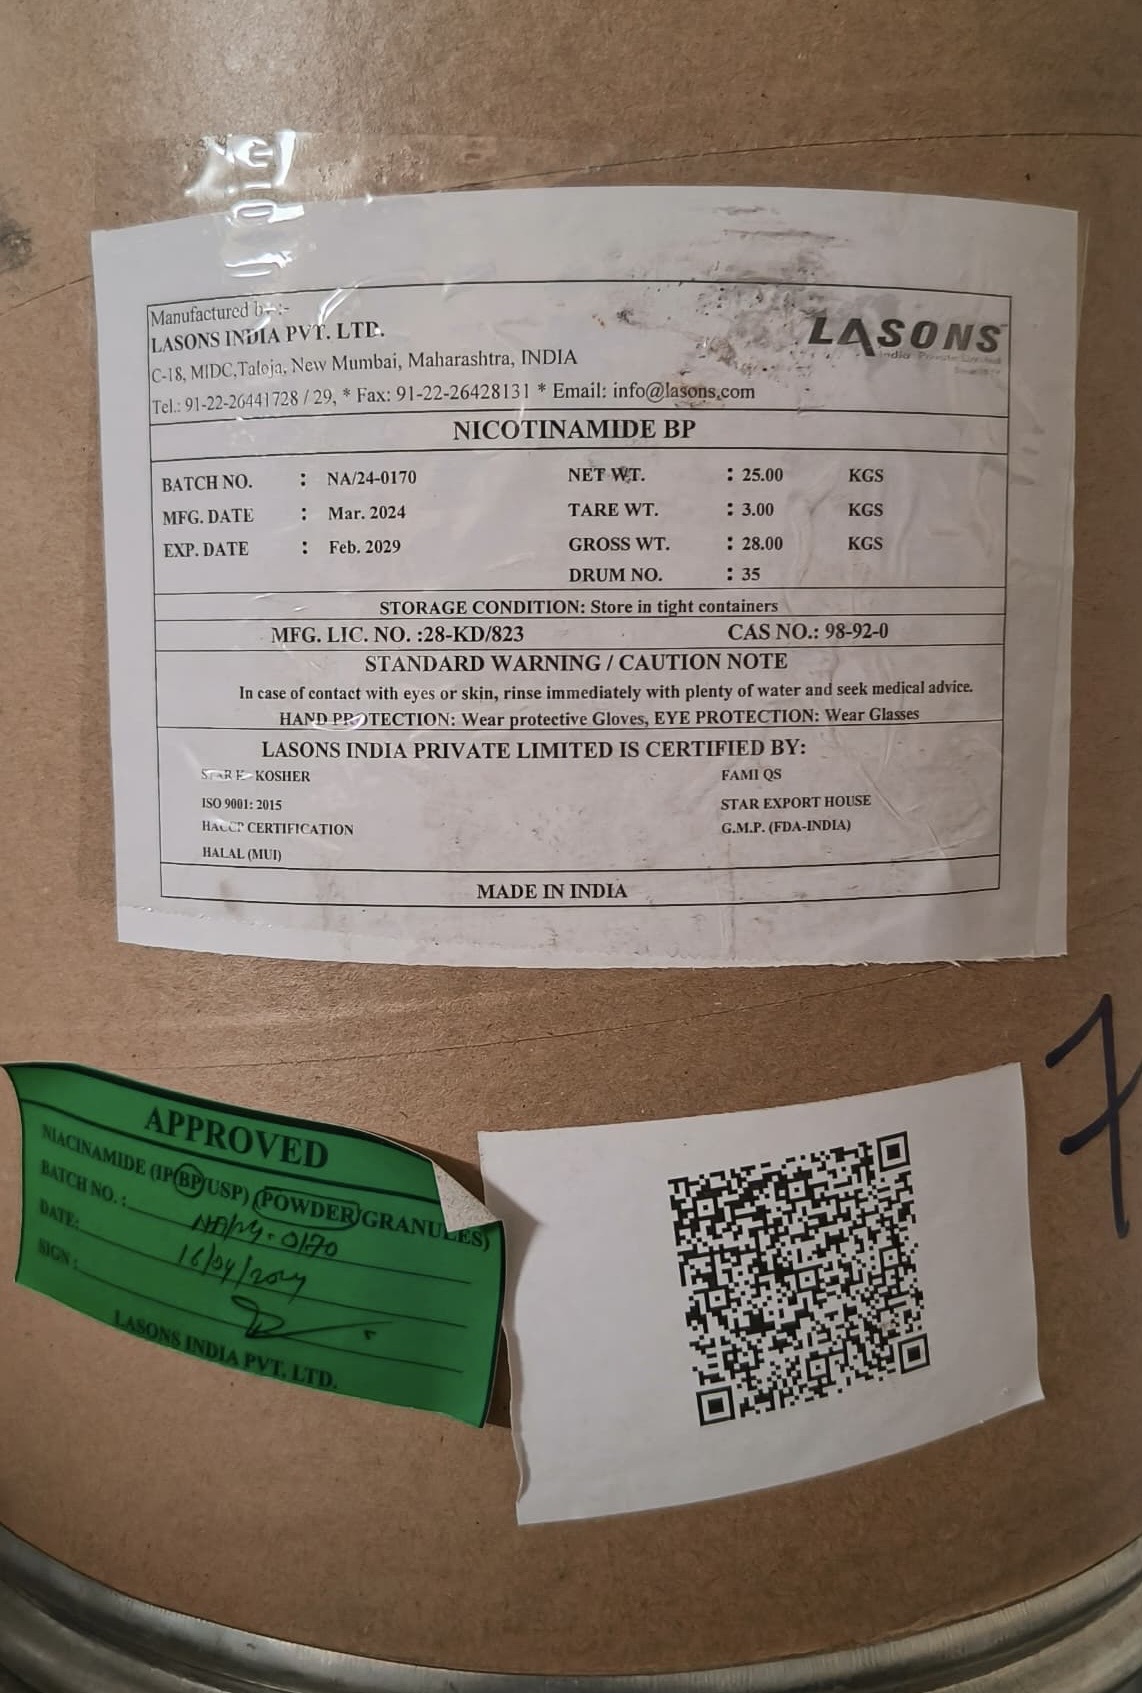 Manufactured by :-
LASONS INDIA PVT. LTD.
C-18, MIDC,Taloja, New Mumbai, Maharashtra, INDIA
Tel.: 91-22-26441728 / 29, * Fax: 91-22-26428131 * Email: info@lasons.com
LASONS
India Private Limited
NICOTINAMIDE BP
BATCH NO. : NA/24-0170 NET WT. : 25.00 KGS
MFG. DATE : Mar. 2024 TARE WT. : 3.00 KGS
EXP. DATE : Feb. 2029 GROSS WT. : 28.00 KGS
DRUM NO. : 35
STORAGE CONDITION: Store in tight containers
MFG. LIC. NO. :28-KD/823 CAS NO.: 98-92-0
STANDARD WARNING / CAUTION NOTE
In case of contact with eyes or skin, rinse immediately with plenty of water and seek medical advice.
HAND PROTECTION: Wear protective Gloves, EYE PROTECTION: Wear Glasses
LASONS INDIA PRIVATE LIMITED IS CERTIFIED BY:
STAR K- KOSHER FAMI QS
ISO 9001: 2015 STAR EXPORT HOUSE
HACCP CERTIFICATION G.M.P. (FDA-INDIA)
HALAL (MUI)
MADE IN INDIA
7
APPROVED
NIACINAMIDE (IP/BP/USP) (POWDER/GRANULES)
BATCH NO. : NA/24-0170
DATE: 16/04/2024
SIGN :
LASONS INDIA PVT. LTD.